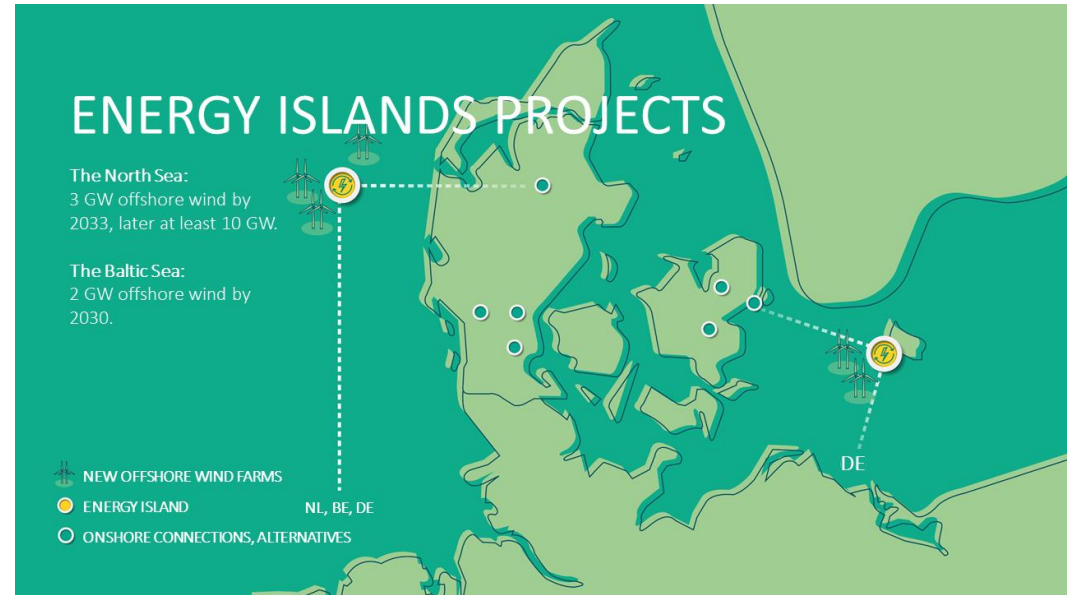 ENERGY ISLANDS PROJECTS
The North Sea:
3 GW offshore wind by
2033, later at least 10 GW.
The Baltic Sea:
2 GW offshore wind by
2030.
DE
NEW OFFSHORE WIND FARMS
ENERGY ISLAND
NL, BE, DE
ONSHORE CONNECTIONS, ALTERNATIVES